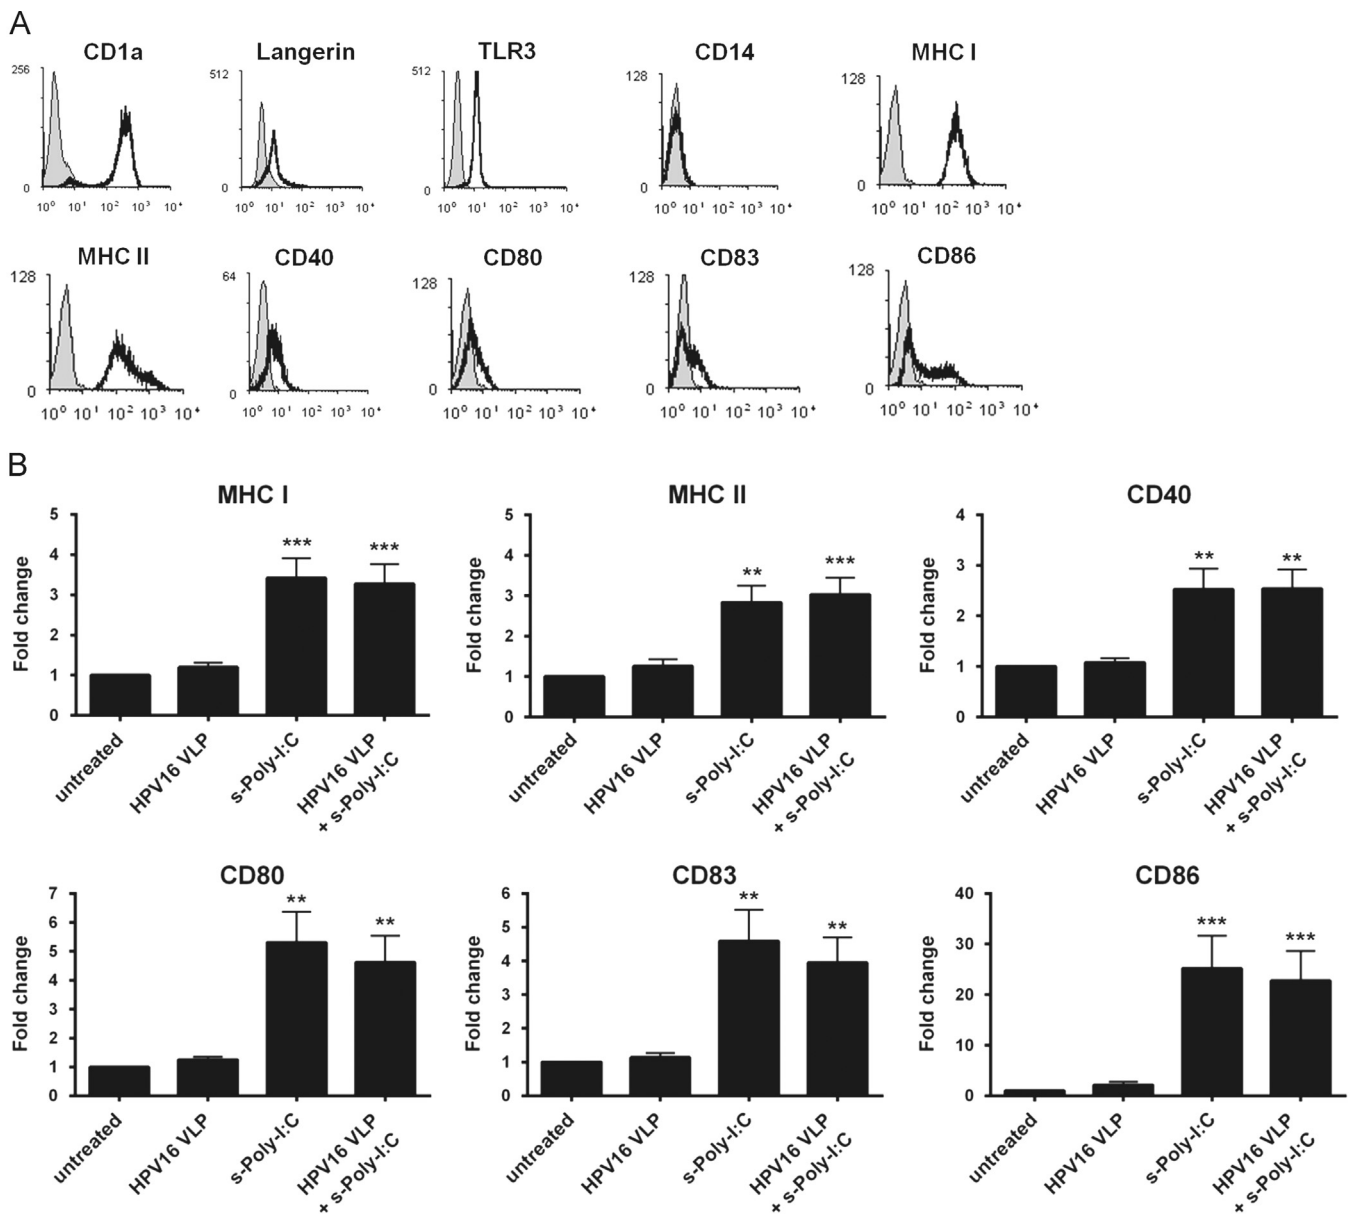 A
CD1a Langerin TLR3 CD14 MHC I
256 512 512 128 128
0 0 0 0 0
10⁰ 10¹ 10² 10³ 10⁴ 10⁰ 10¹ 10² 10³ 10⁴ 10⁰ 10¹ 10² 10³ 10⁴ 10⁰ 10¹ 10² 10³ 10⁴ 10⁰ 10¹ 10² 10³ 10⁴
MHC II CD40 CD80 CD83 CD86
128 64 128 128 128
0 0 0 0 0
10⁰ 10¹ 10² 10³ 10⁴ 10⁰ 10¹ 10² 10³ 10⁴ 10⁰ 10¹ 10² 10³ 10⁴ 10⁰ 10¹ 10² 10³ 10⁴ 10⁰ 10¹ 10² 10³ 10⁴
B
MHC I
Fold change
5
4
3
2
1
0
***
***
untreated
HPV16 VLP
s-Poly-I:C
HPV16 VLP
+ s-Poly-I:C
MHC II
Fold change
5
4
3
2
1
0
**
***
untreated
HPV16 VLP
s-Poly-I:C
HPV16 VLP
+ s-Poly-I:C
CD40
Fold change
4
3
2
1
0
**
**
untreated
HPV16 VLP
s-Poly-I:C
HPV16 VLP
+ s-Poly-I:C
CD80
Fold change
7
6
5
4
3
2
1
0
**
**
untreated
HPV16 VLP
s-Poly-I:C
HPV16 VLP
+ s-Poly-I:C
CD83
Fold change
6
5
4
3
2
1
0
**
**
untreated
HPV16 VLP
s-Poly-I:C
HPV16 VLP
+ s-Poly-I:C
CD86
Fold change
40
30
20
10
0
***
***
untreated
HPV16 VLP
s-Poly-I:C
HPV16 VLP
+ s-Poly-I:C